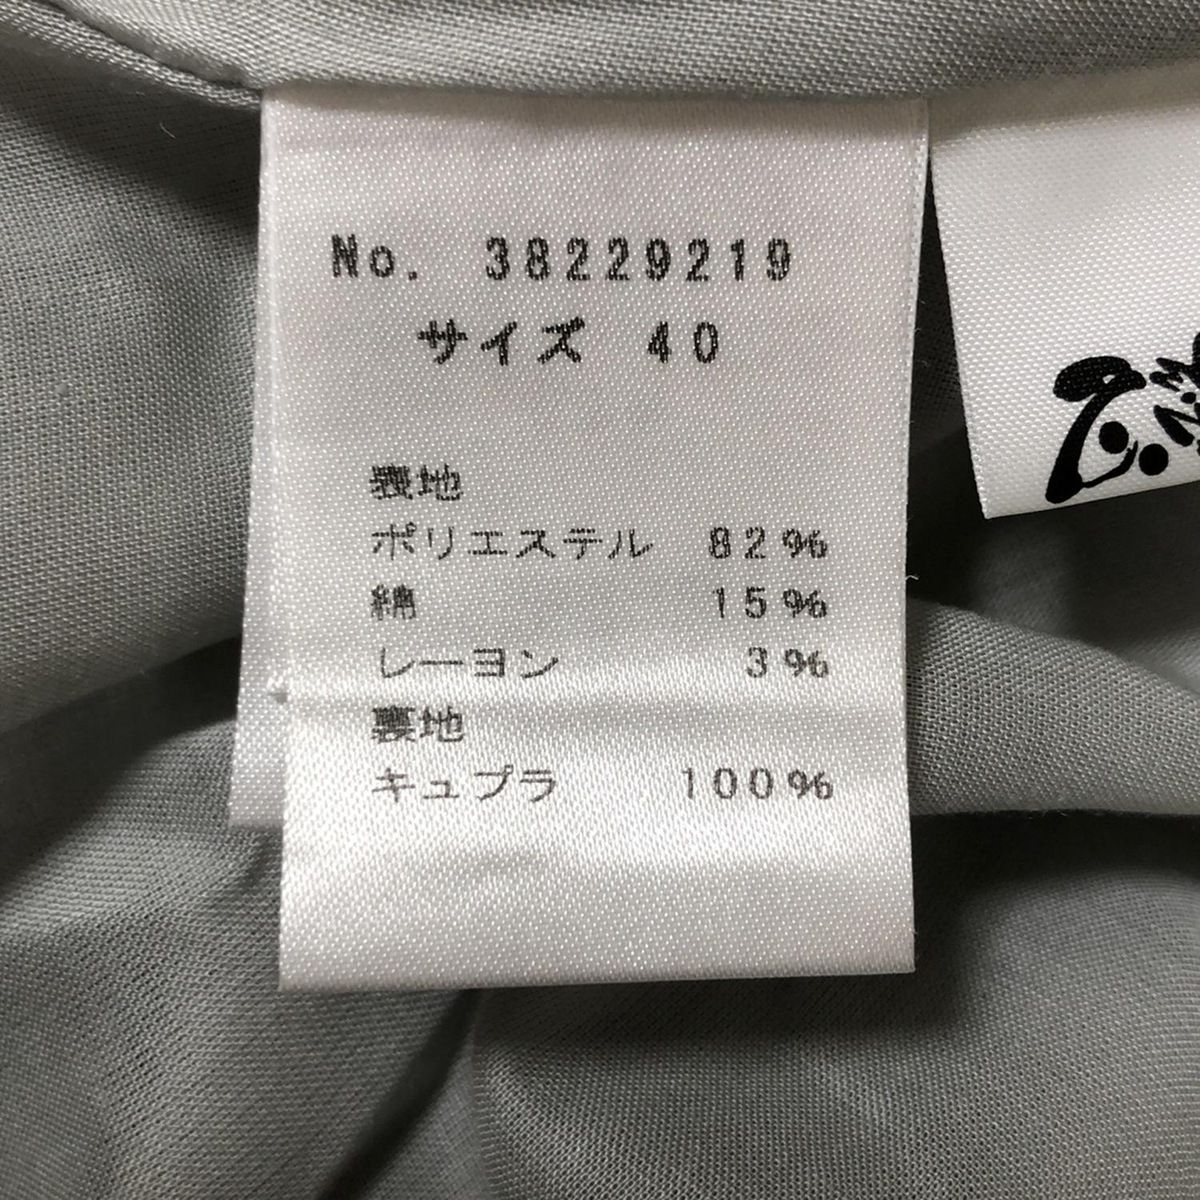 No. 38229219
サイズ 40
表地
ポリエステル 82%
綿 15%
レーヨン 3%
裏地
キュプラ 100%